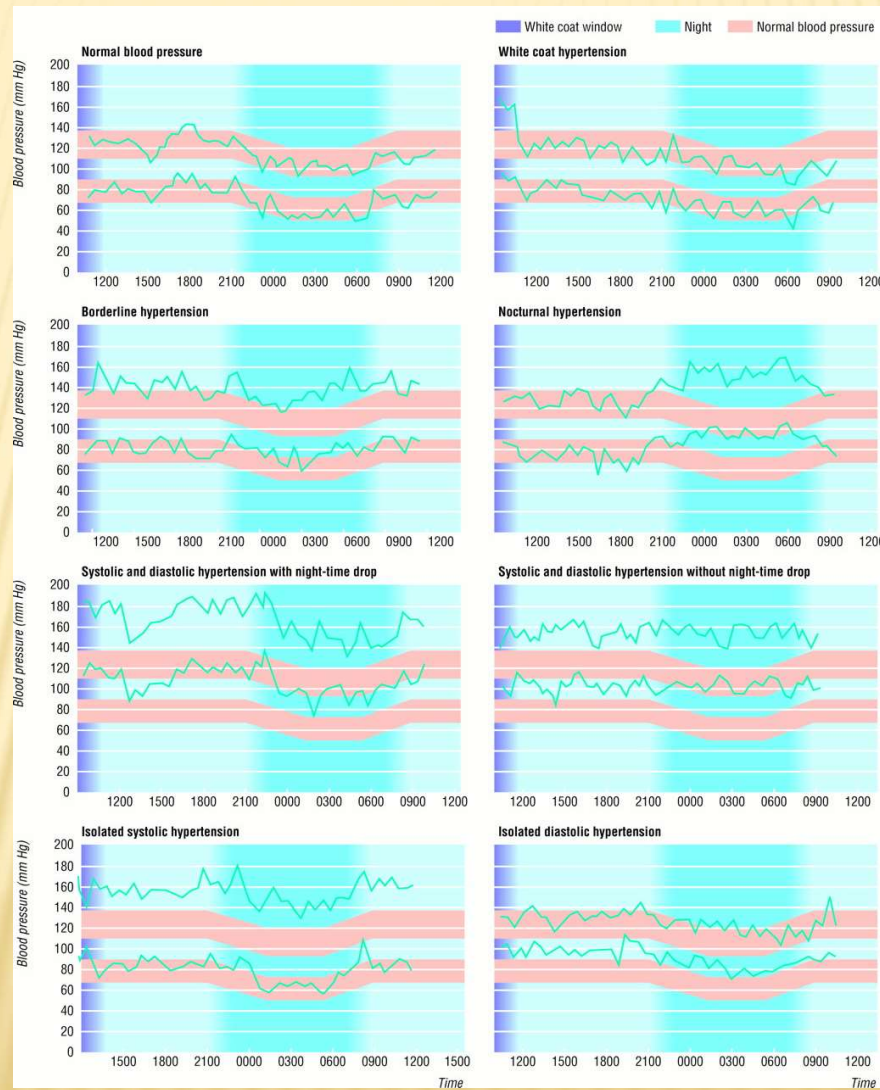 White coat window Night Normal blood pressure
Normal blood pressure
Blood pressure (mm Hg)
200
180
160
140
120
100
80
60
40
20
0
1200 1500 1800 2100 0000 0300 0600 0900 1200
White coat hypertension
1200 1500 1800 2100 0000 0300 0600 0900 1200
Borderline hypertension
Blood pressure (mm Hg)
200
180
160
140
120
100
80
60
40
20
0
1200 1500 1800 2100 0000 0300 0600 0900 1200
Nocturnal hypertension
1200 1500 1800 2100 0000 0300 0600 0900 1200
Systolic and diastolic hypertension with night-time drop
Blood pressure (mm Hg)
200
180
160
140
120
100
80
60
40
20
0
1200 1500 1800 2100 0000 0300 0600 0900 1200
Systolic and diastolic hypertension without night-time drop
1200 1500 1800 2100 0000 0300 0600 0900 1200
Isolated systolic hypertension
Blood pressure (mm Hg)
200
180
160
140
120
100
80
60
40
20
0
1500 1800 2100 0000 0300 0600 0900 1200 1500
Time
Isolated diastolic hypertension
1200 1500 1800 2100 0000 0300 0600 0900 1200
Time